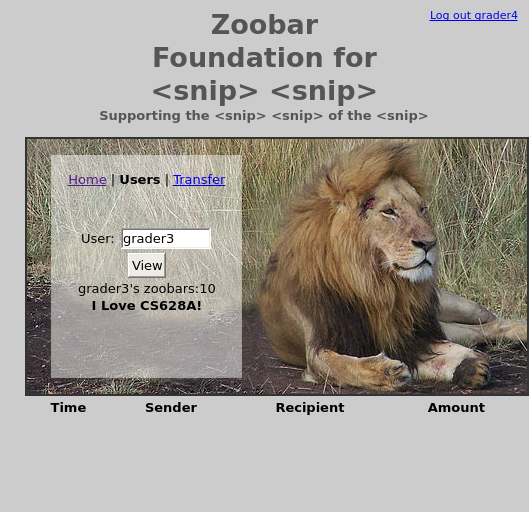 Log out grader4
Zoobar
Foundation for
<snip> <snip>
Supporting the <snip> <snip> of the <snip>
Home | Users | Transfer
User: grader3
View
grader3's zoobars:10
I Love CS628A!
Time Sender Recipient Amount